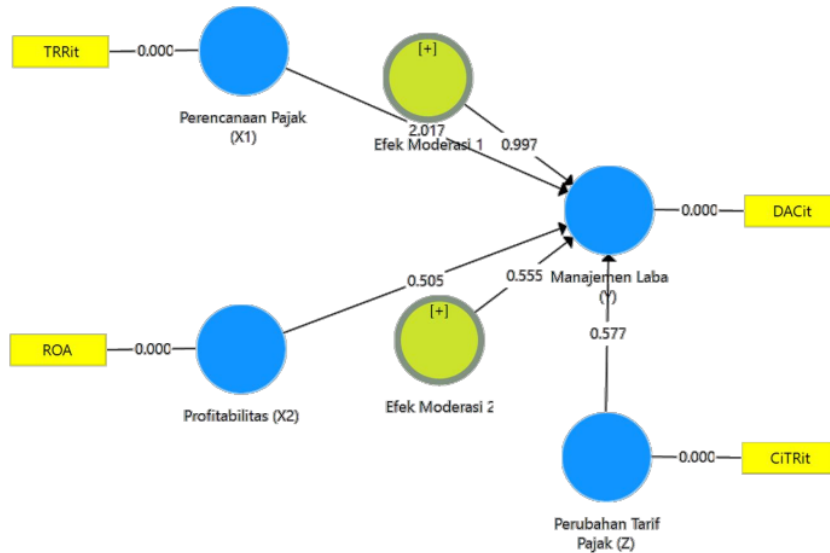 TRRit
0.000
Perencanaan Pajak
(X1)
[+]
2.017
Efek Moderasi 1
0.997
0.000
DACit
Manajemen Laba
(Y)
0.505
0.555
[+]
ROA
0.000
0.577
Profitabilitas (X2)
Efek Moderasi 2
0.000
CiTRit
Perubahan Tarif
Pajak (Z)